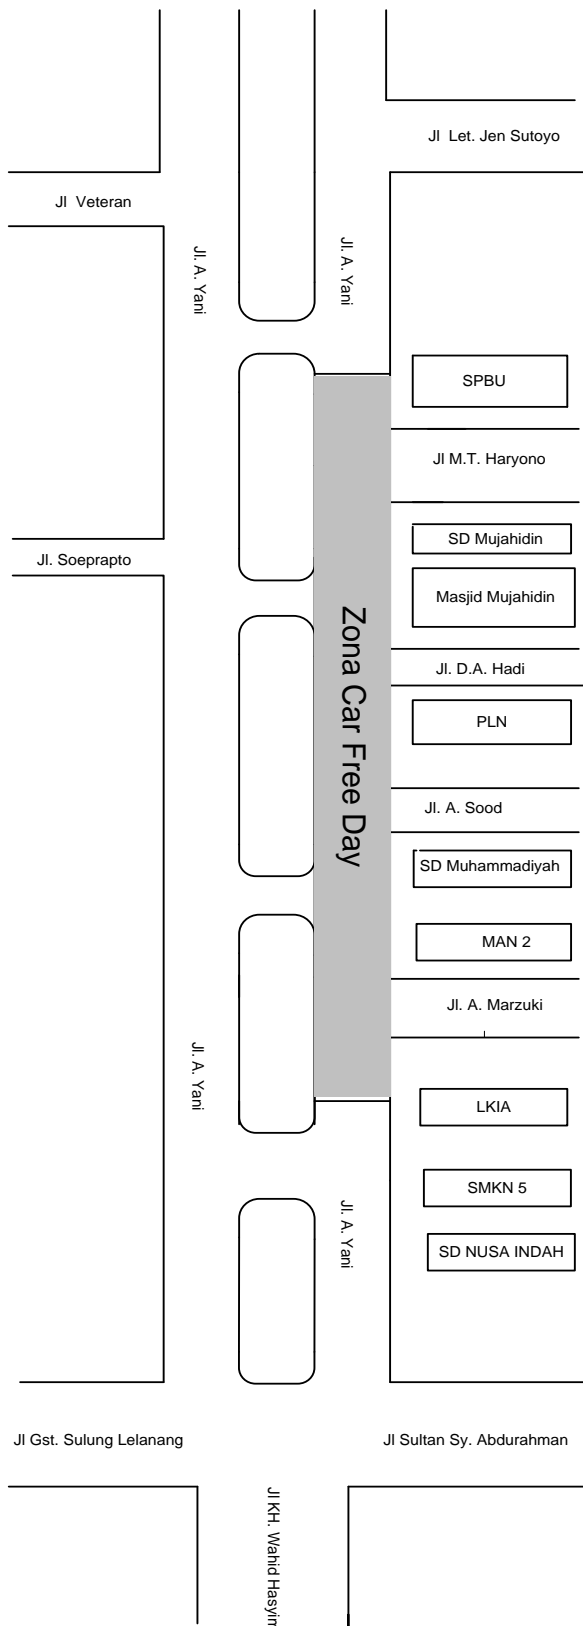 Jl  Let. Jen Sutoyo
Jl  Veteran
Jl. A. Yani
Jl. A. Yani
SPBU
Jl M.T. Haryono
SD Mujahidin
Jl. Soeprapto
Masjid Mujahidin
Zona Car Free Day
Jl. D.A. Hadi
PLN
Jl. A. Sood
SD Muhammadiyah
MAN 2
Jl. A. Marzuki
Jl. A. Yani
LKIA
SMKN 5
Jl. A. Yani
SD NUSA INDAH
Jl Gst. Sulung Lelanang
Jl Sultan Sy. Abdurahman
Jl KH. Wahid Hasyim